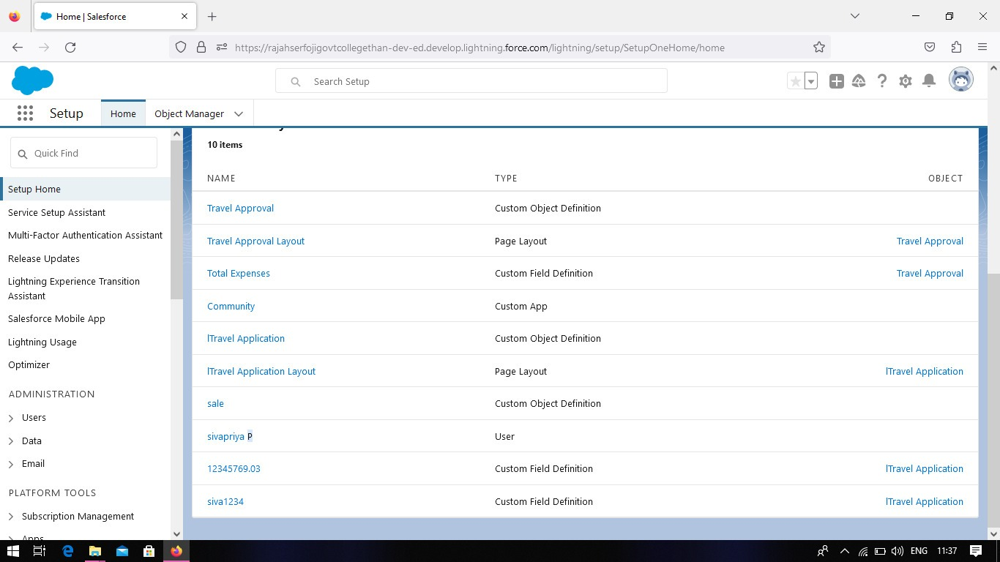 Home | Salesforce
https://rajahserfojigovtcollegethan-dev-ed.develop.lightning.force.com/lightning/setup/SetupOneHome/home
Search Setup
Setup
Home
Object Manager
Quick Find
Setup Home
Service Setup Assistant
Multi-Factor Authentication Assistant
Release Updates
Lightning Experience Transition
Assistant
Salesforce Mobile App
Lightning Usage
Optimizer
ADMINISTRATION
Users
Data
Email
PLATFORM TOOLS
Subscription Management
Apps
10 items
NAME TYPE OBJECT
Travel Approval Custom Object Definition
Travel Approval Layout Page Layout Travel Approval
Total Expenses Custom Field Definition Travel Approval
Community Custom App
lTravel Application Custom Object Definition
lTravel Application Layout Page Layout lTravel Application
sale Custom Object Definition
sivapriya P User
12345769.03 Custom Field Definition lTravel Application
siva1234 Custom Field Definition lTravel Application
ENG 11:37